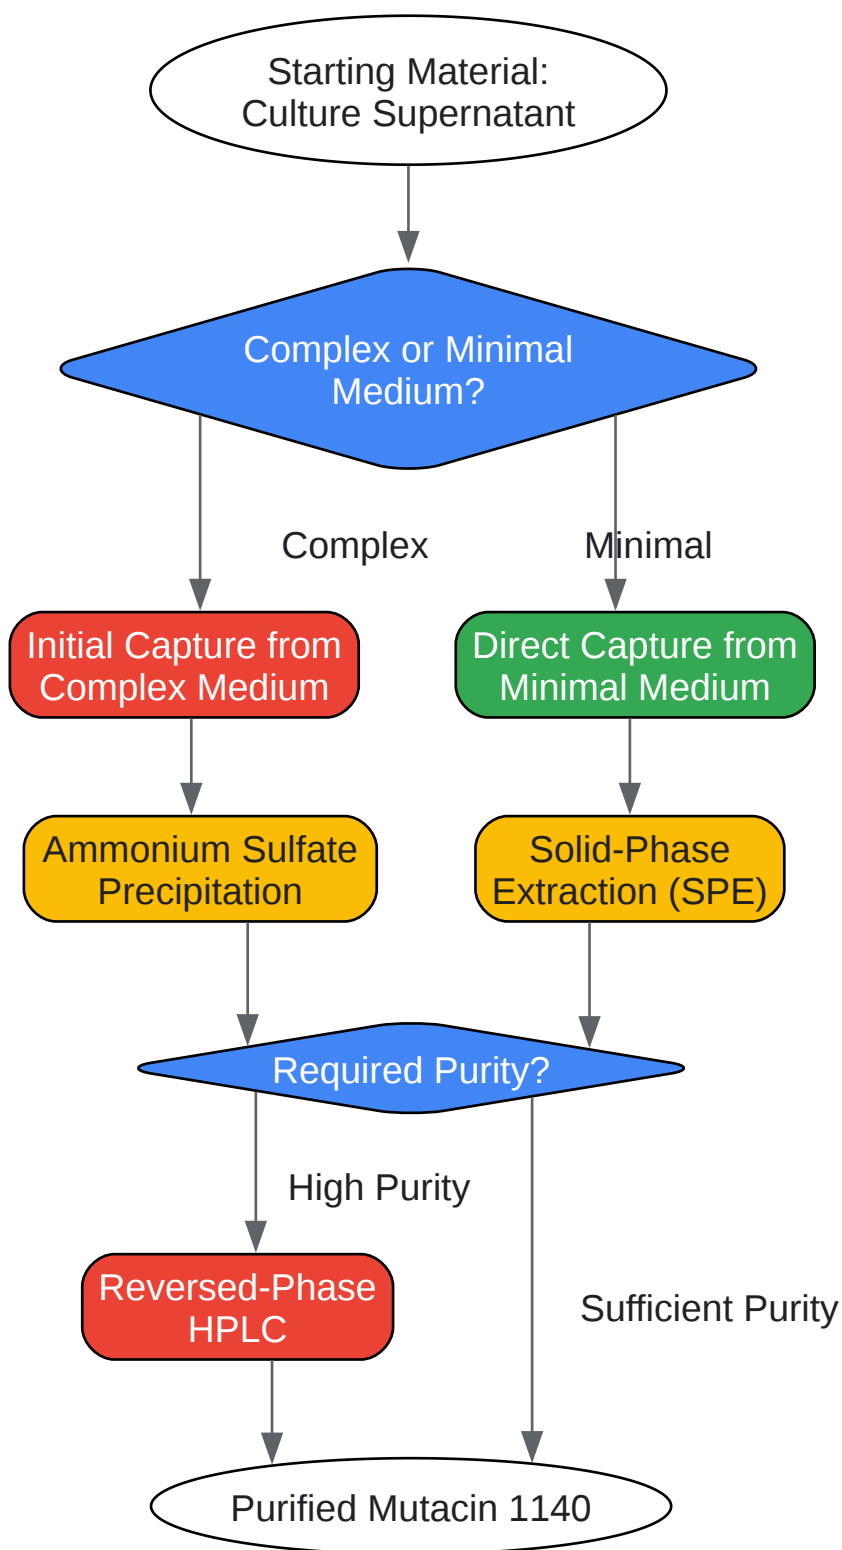 Starting Material:
Culture Supernatant
Complex or Minimal
Medium?
Complex
Minimal
Initial Capture from
Complex Medium
Direct Capture from
Minimal Medium
Ammonium Sulfate
Precipitation
Solid-Phase
Extraction (SPE)
Required Purity?
High Purity
Reversed-Phase
HPLC
Sufficient Purity
Purified Mutacin 1140